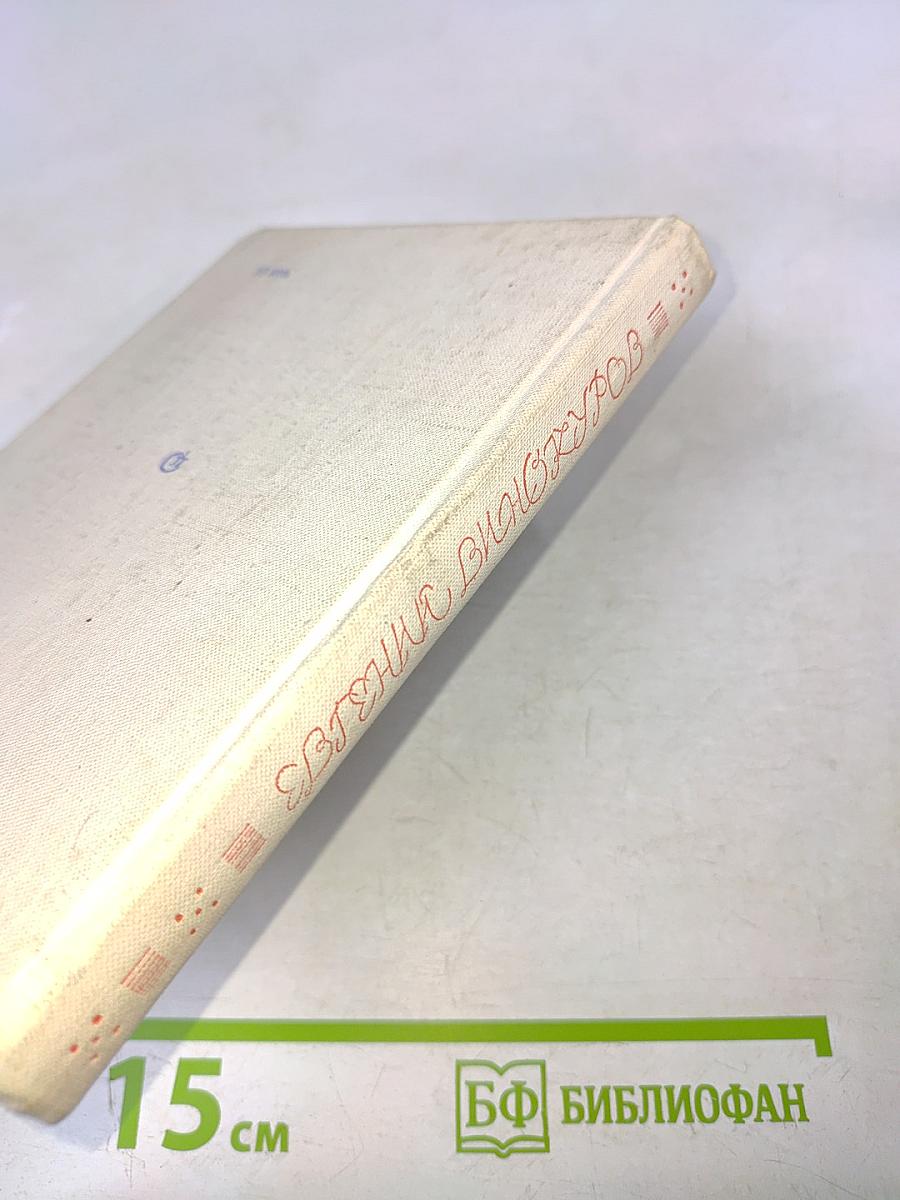 ЕВГЕНИЙ ВИНОКУРОВ
15 см
БФ БИБЛИОФАН